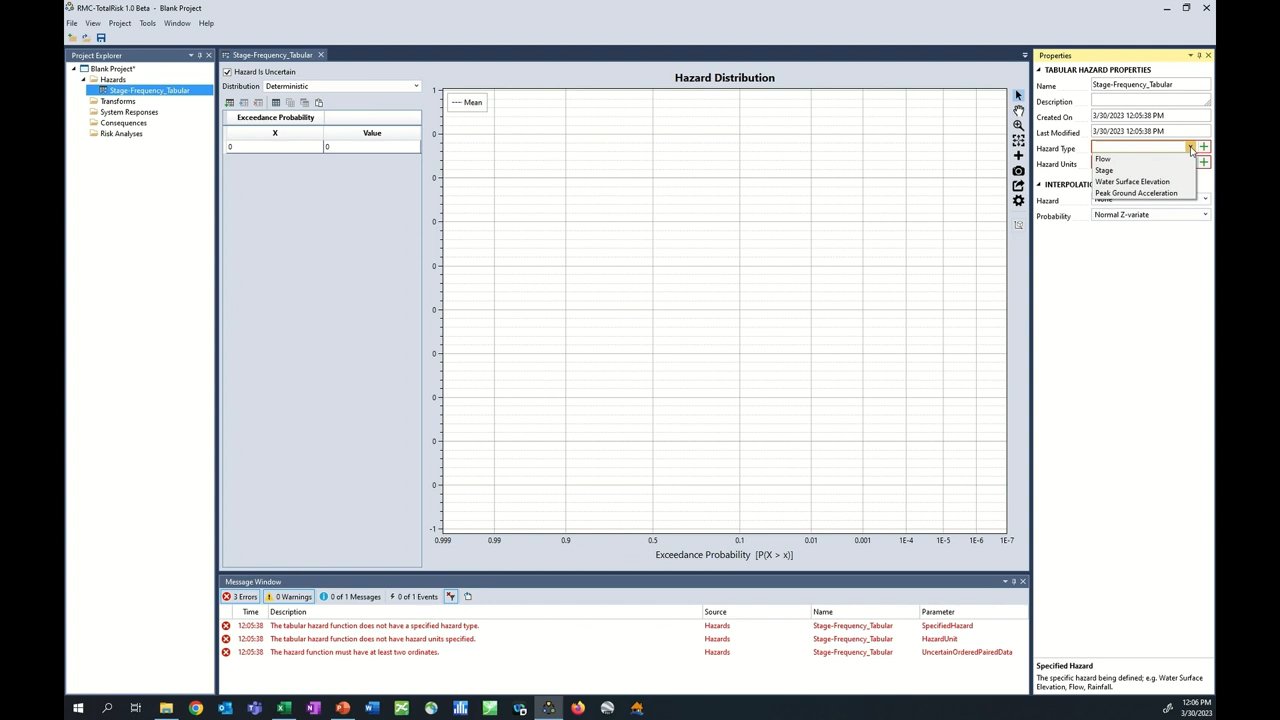 RMC-TotalRisk 1.0 Beta - Blank Project
File View Project Tools Window Help
Project Explorer
Blank Project*
Hazards
Stage-Frequency_Tabular
Transforms
System Responses
Consequences
Risk Analyses
Stage-Frequency_Tabular
Hazard Is Uncertain
Distribution Deterministic
Exceedance Probability
X Value
0 0
Hazard Distribution
Mean
1
0
0
0
0
0
0
0
0
0
-1
0.999 0.99 0.9 0.5 0.1 0.01 0.001 1E-4 1E-5 1E-6 1E-7
Exceedance Probability [P(X > x)]
Properties
TABULAR HAZARD PROPERTIES
Name Stage-Frequency_Tabular
Description
Created On 3/30/2023 12:05:38 PM
Last Modified 3/30/2023 12:05:38 PM
Hazard Type
Flow
Stage
Water Surface Elevation
Peak Ground Acceleration
Hazard Units
INTERPOLATIO
Hazard None
Probability Normal Z-variate
Specified Hazard
The specific hazard being defined; e.g. Water Surface
Elevation, Flow, Rainfall.
Message Window
3 Errors 0 Warnings 0 of 1 Messages 0 of 1 Events
Time Description Source Name Parameter
12:05:38 The tabular hazard function does not have a specified hazard type. Hazards Stage-Frequency_Tabular SpecifiedHazard
12:05:38 The tabular hazard function does not have hazard units specified. Hazards Stage-Frequency_Tabular HazardUnit
12:05:38 The hazard function must have at least two ordinates. Hazards Stage-Frequency_Tabular UncertainOrderedPairedData
12:06 PM
3/30/2023